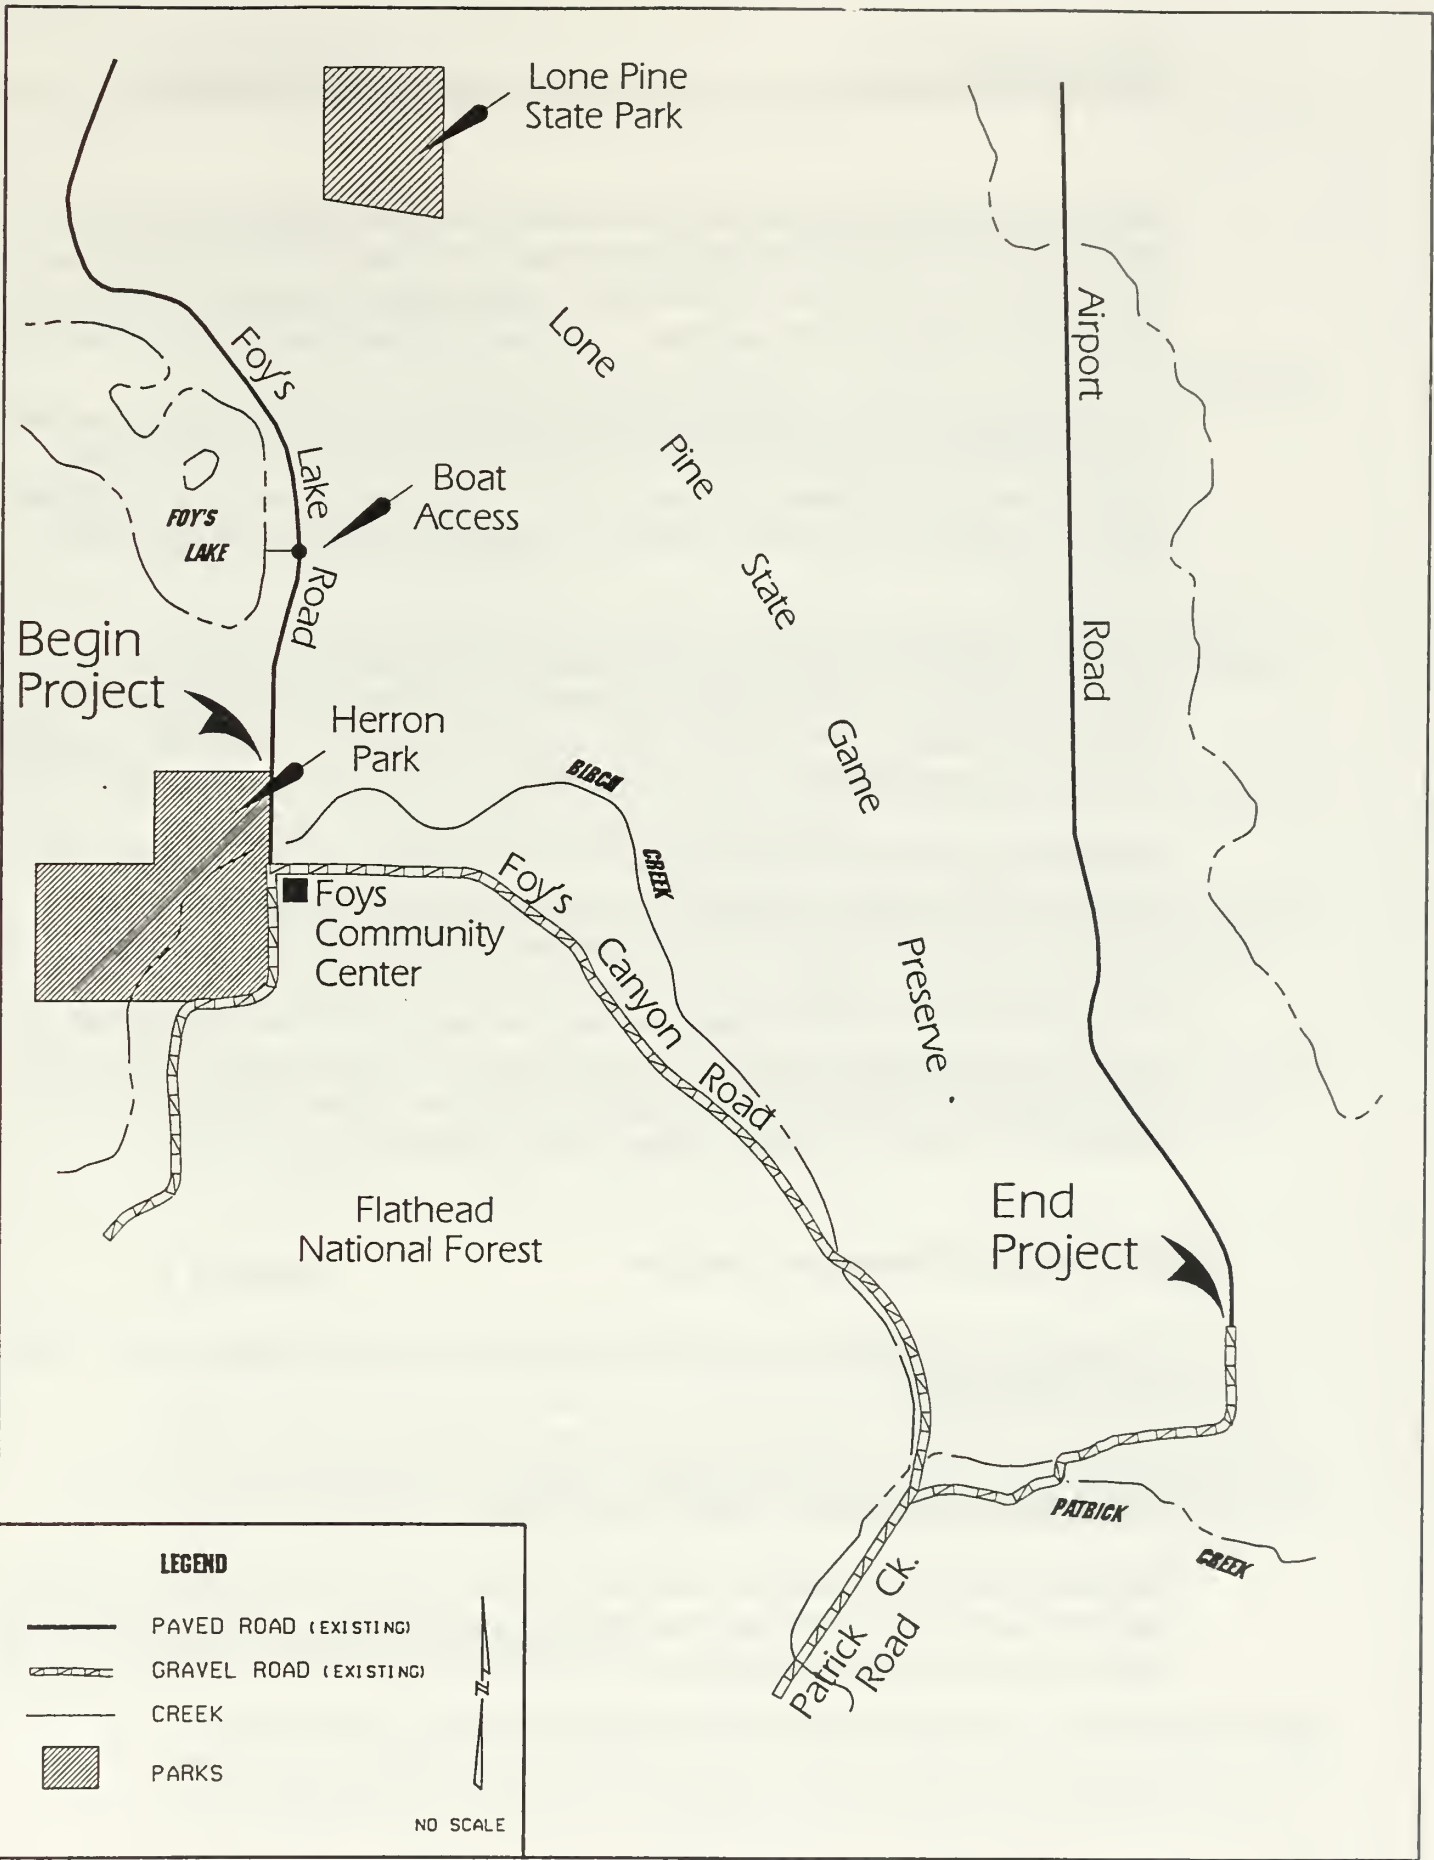 Lone Pine
State Park
Airport
Road
Foy's
Lake
Road
Lone
Pine
State
Game
Preserve
Boat
Access
FOY'S
LAKE
Begin
Project
Herron
Park
BIRCH
CREEK
Foys
Community
Center
Foy's
Canyon
Road
Flathead
National Forest
End
Project
PATRICK
CREEK
Patrick Ck.
Road
LEGEND
PAVED ROAD (EXISTING)
GRAVEL ROAD (EXISTING)
CREEK
PARKS
N
NO SCALE